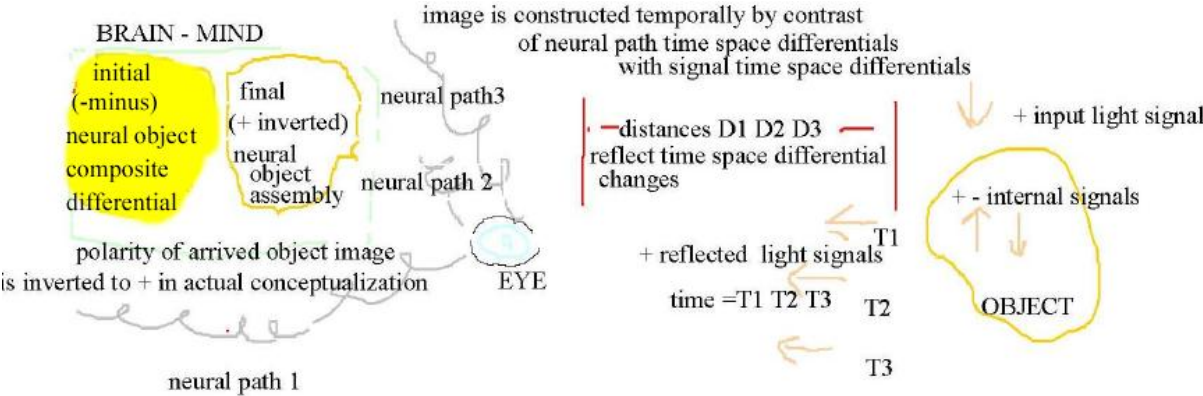 image is constructed temporally by contrast
of neural path time space differentials
with signal time space differentials
BRAIN - MIND
initial
(-minus)
neural object
composite
differential
final
(+ inverted)
neural
object
assembly
neural path3
neural path 2
distances D1 D2 D3
reflect time space differential
changes
+ input light signal
+ - internal signals
OBJECT
T1
+ reflected light signals
time =T1 T2 T3
T2
T3
EYE
polarity of arrived object image
is inverted to + in actual conceptualization
neural path 1